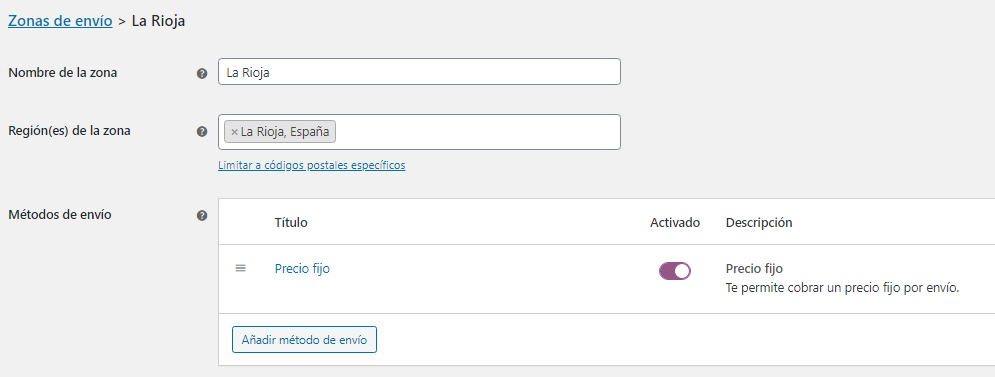 Zonas de envío > La Rioja
Nombre de la zona
La Rioja
Región(es) de la zona
× La Rioja, España
Limitar a códigos postales específicos
Métodos de envío
Título Activado Descripción
Precio fijo Precio fijo
Te permite cobrar un precio fijo por envío.
Añadir método de envío